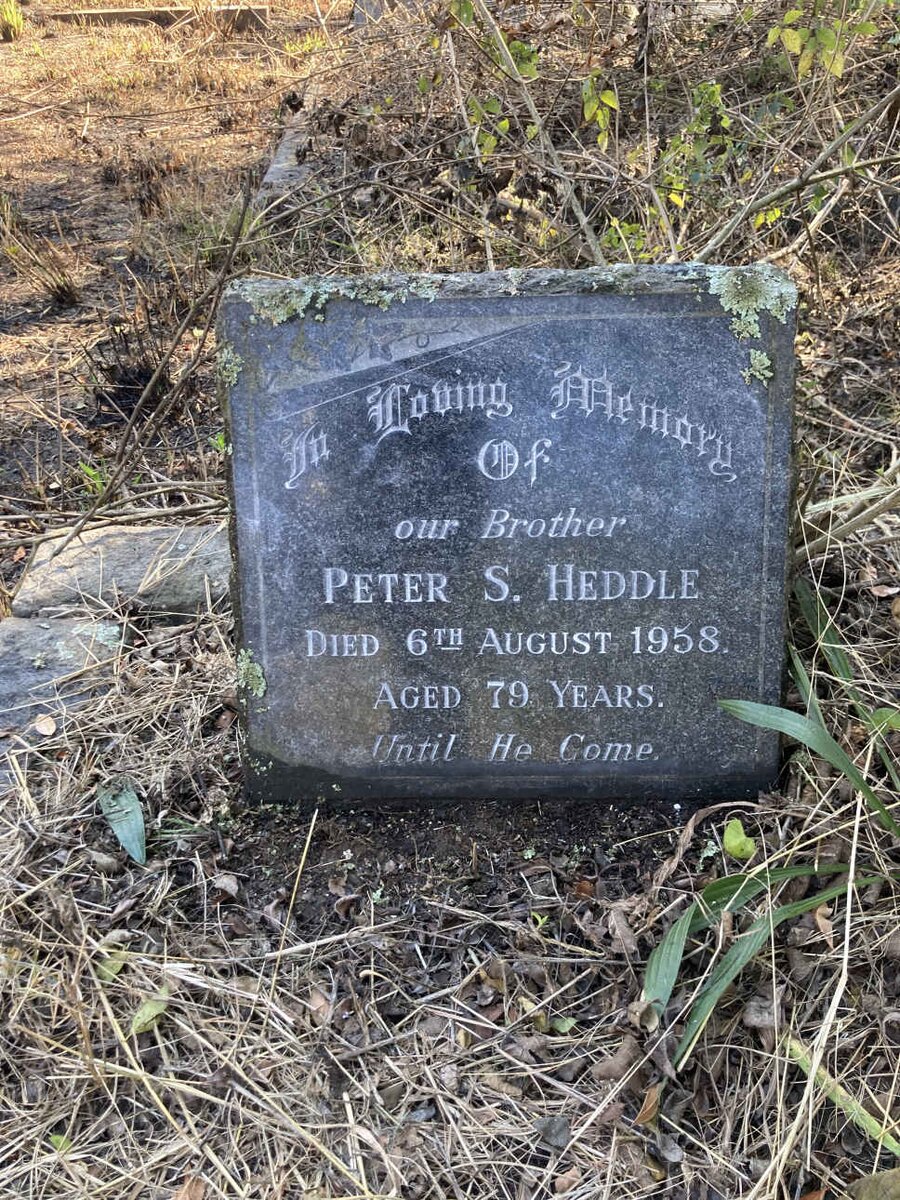 In Loving Memory
Of
our Brother
PETER S. HEDDLE
DIED 6TH AUGUST 1958.
AGED 79 YEARS.
Until He Come.